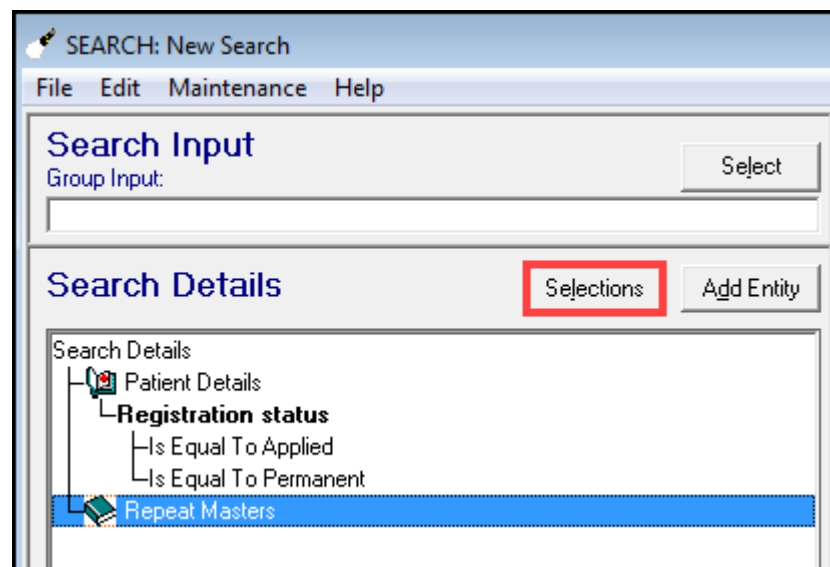 SEARCH: New Search
File Edit Maintenance Help
Search Input
Group Input:
Select
Search Details
Selections
Add Entity
Search Details
Patient Details
Registration status
Is Equal To Applied
Is Equal To Permanent
Repeat Masters